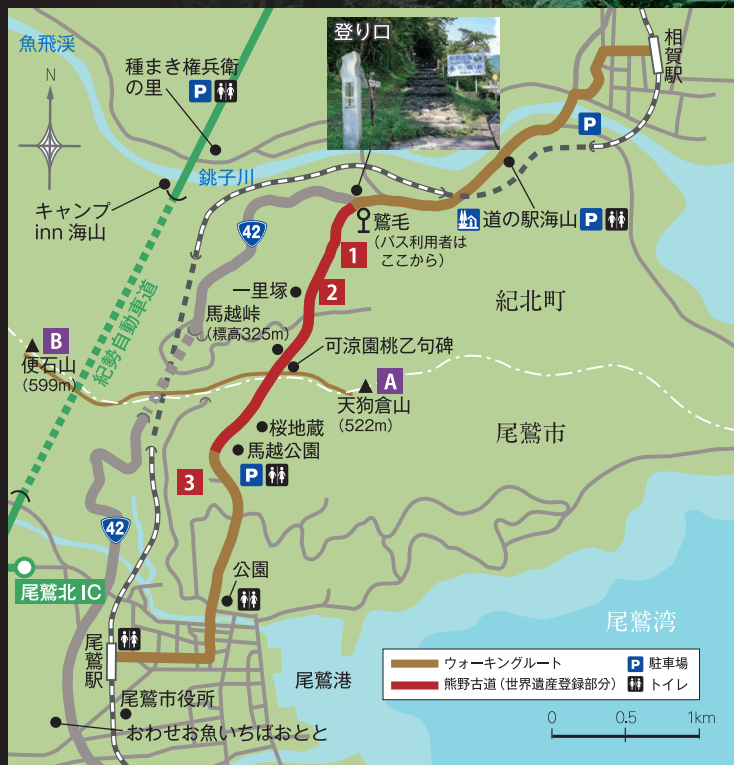 魚飛渓
N
種まき権兵衛
の里
P
登り口
相賀駅
P
銚子川
キャンプ
inn 海山
42
鷲毛
(バス利用者は
ここから)
道の駅海山
P
1
2
一里塚
馬越峠
(標高325m)
紀北町
紀勢自動車道
可涼園桃乙句碑
B
便石山
(599m)
A
天狗倉山
(522m)
尾鷲市
桜地蔵
馬越公園
P
3
42
尾鷲北 IC
公園
尾鷲湾
尾鷲駅
尾鷲港
尾鷲市役所
おわせお魚いちばおとと
ウォーキングルート
P 駐車場
熊野古道(世界遺産登録部分)
トイレ
0 0.5 1km